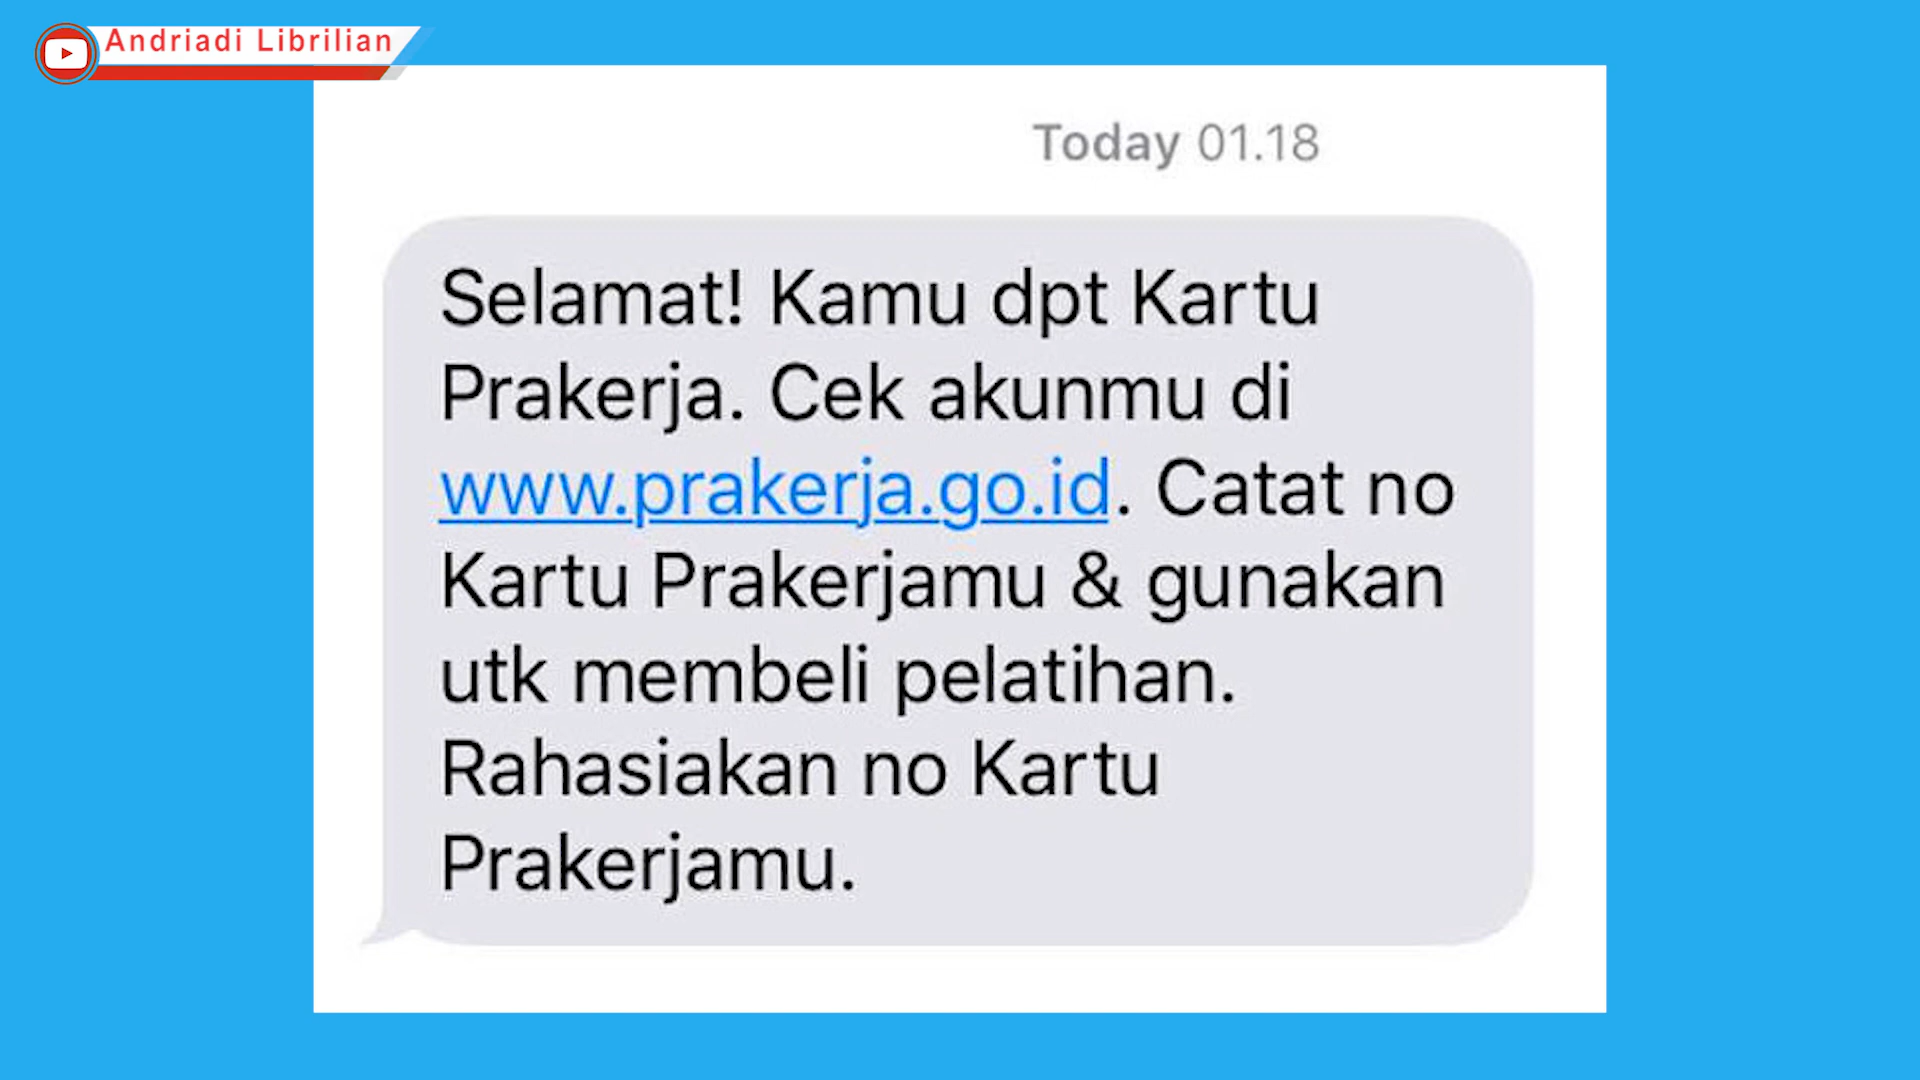 Andriadi Librilian
Today 01.18
Selamat! Kamu dpt Kartu
Prakerja. Cek akunmu di
www.prakerja.go.id. Catat no
Kartu Prakerjamu & gunakan
utk membeli pelatihan.
Rahasiakan no Kartu
Prakerjamu.